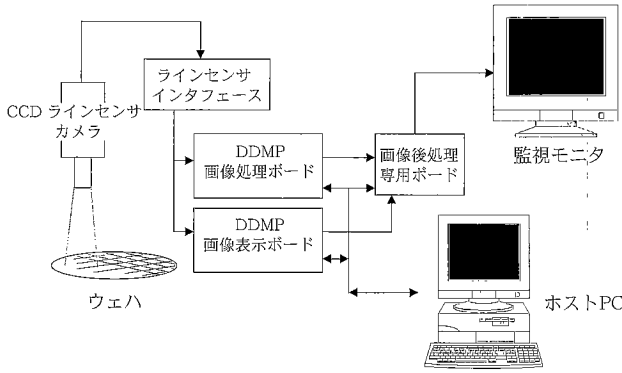 CCD ラインセンサ
カメラ
ラインセンサ
インタフェース
DDMP
画像処理ボード
DDMP
画像表示ボード
画像後処理
専用ボード
監視モニタ
ウェハ
ホストPC